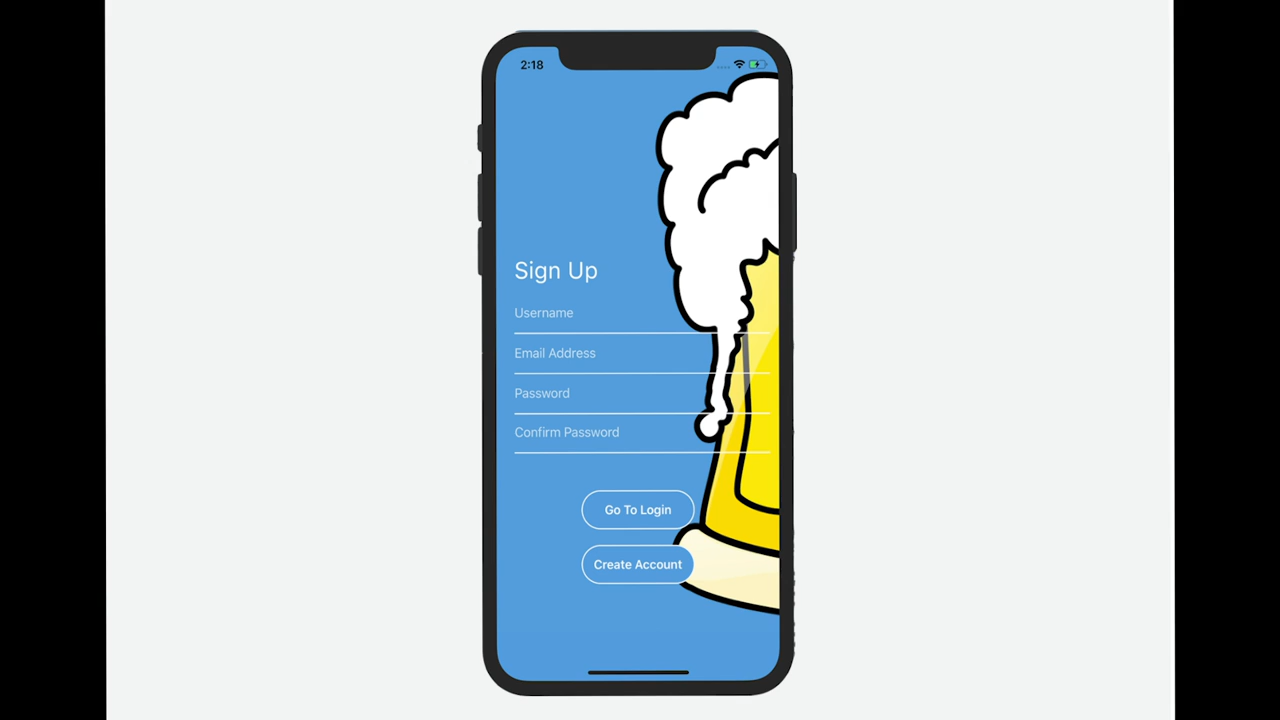 2:18
Sign Up
Username
Email Address
Password
Confirm Password
Go To Login
Create Account